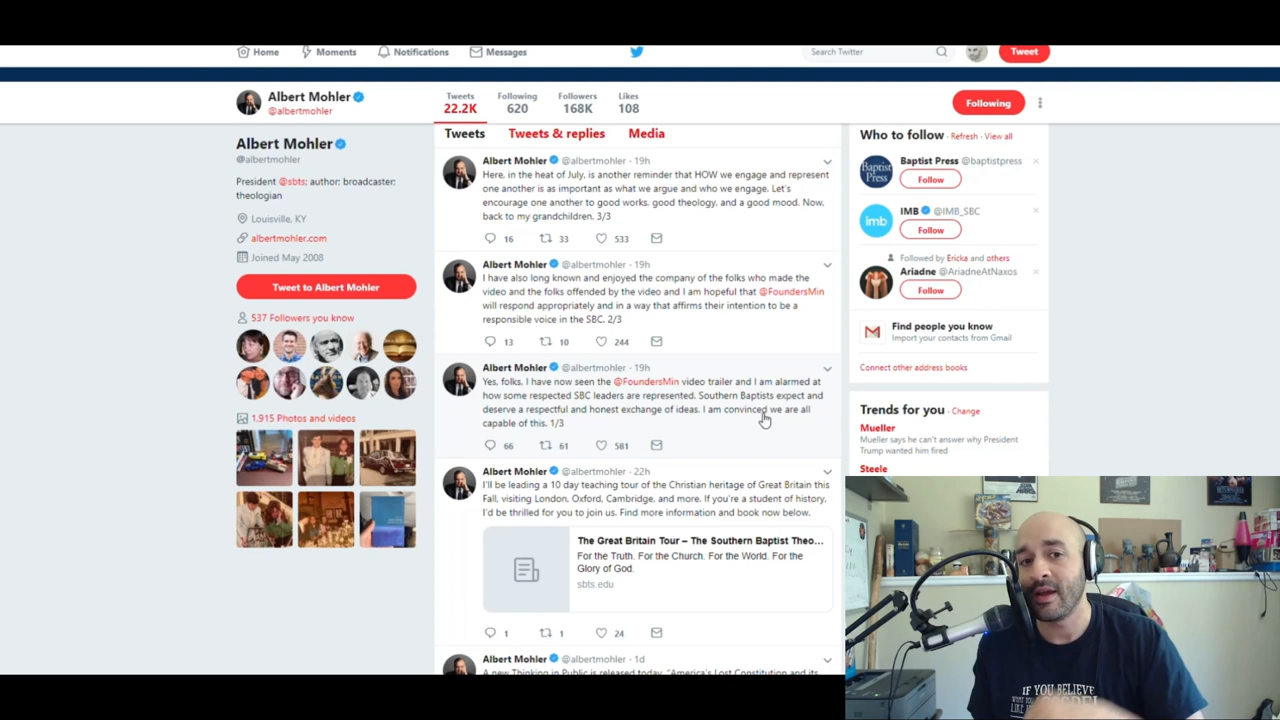 Home Moments Notifications Messages Search Twitter Tweet
Albert Mohler
@albertmohler
Tweets Following Followers Likes
22.2K 620 168K 108
Following
Albert Mohler
@albertmohler
President @sbts; author: broadcaster:
theologian
Louisville, KY
albertmohler.com
Joined May 2008
Tweet to Albert Mohler
537 Followers you know
1,915 Photos and videos
Tweets Tweets & replies Media
Albert Mohler @albertmohler · 19h
Here, in the heat of July, is another reminder that HOW we engage and represent
one another is as important as what we argue and who we engage. Let's
encourage one another to good works, good theology, and a good mood. Now,
back to my grandchildren. 3/3
16 33 533
Albert Mohler @albertmohler · 19h
I have also long known and enjoyed the company of the folks who made the
video and the folks offended by the video and I am hopeful that @FoundersMin
will respond appropriately and in a way that affirms their intention to be a
responsible voice in the SBC. 2/3
13 10 244
Albert Mohler @albertmohler · 19h
Yes, folks, I have now seen the @FoundersMin video trailer and I am alarmed at
how some respected SBC leaders are represented. Southern Baptists expect and
deserve a respectful and honest exchange of ideas. I am convinced we are all
capable of this. 1/3
66 61 581
Albert Mohler @albertmohler · 22h
I'll be leading a 10 day teaching tour of the Christian heritage of Great Britain this
Fall, visiting London, Oxford, Cambridge, and more. If you're a student of history,
I'd be thrilled for you to join us. Find more information and book now below.
The Great Britain Tour – The Southern Baptist Theo...
For the Truth. For the Church. For the World. For the
Glory of God.
sbts.edu
1 1 24
Albert Mohler @albertmohler · 1d
A new Thinking in Public is released today. "America's Lost Constitution and its
Who to follow · Refresh · View all
Baptist Press @baptistpress
Follow
Baptist
Press
IMB @IMB_SBC
Follow
imb
Followed by Ericka and others
Ariadne @AriadneAtNaxos
Follow
Find people you know
Import your contacts from Gmail
Connect other address books
Trends for you · Change
Mueller
Mueller says he can't answer why President
Trump wanted him fired
Steele
IF YOU BELIEVE